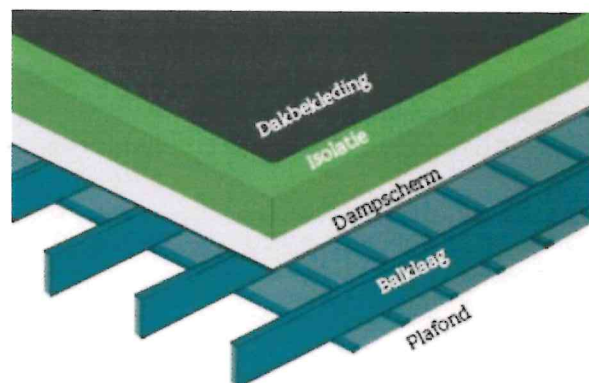 Dakbekleding
Isolatie
Dampscherm
Balklaag
Plafond